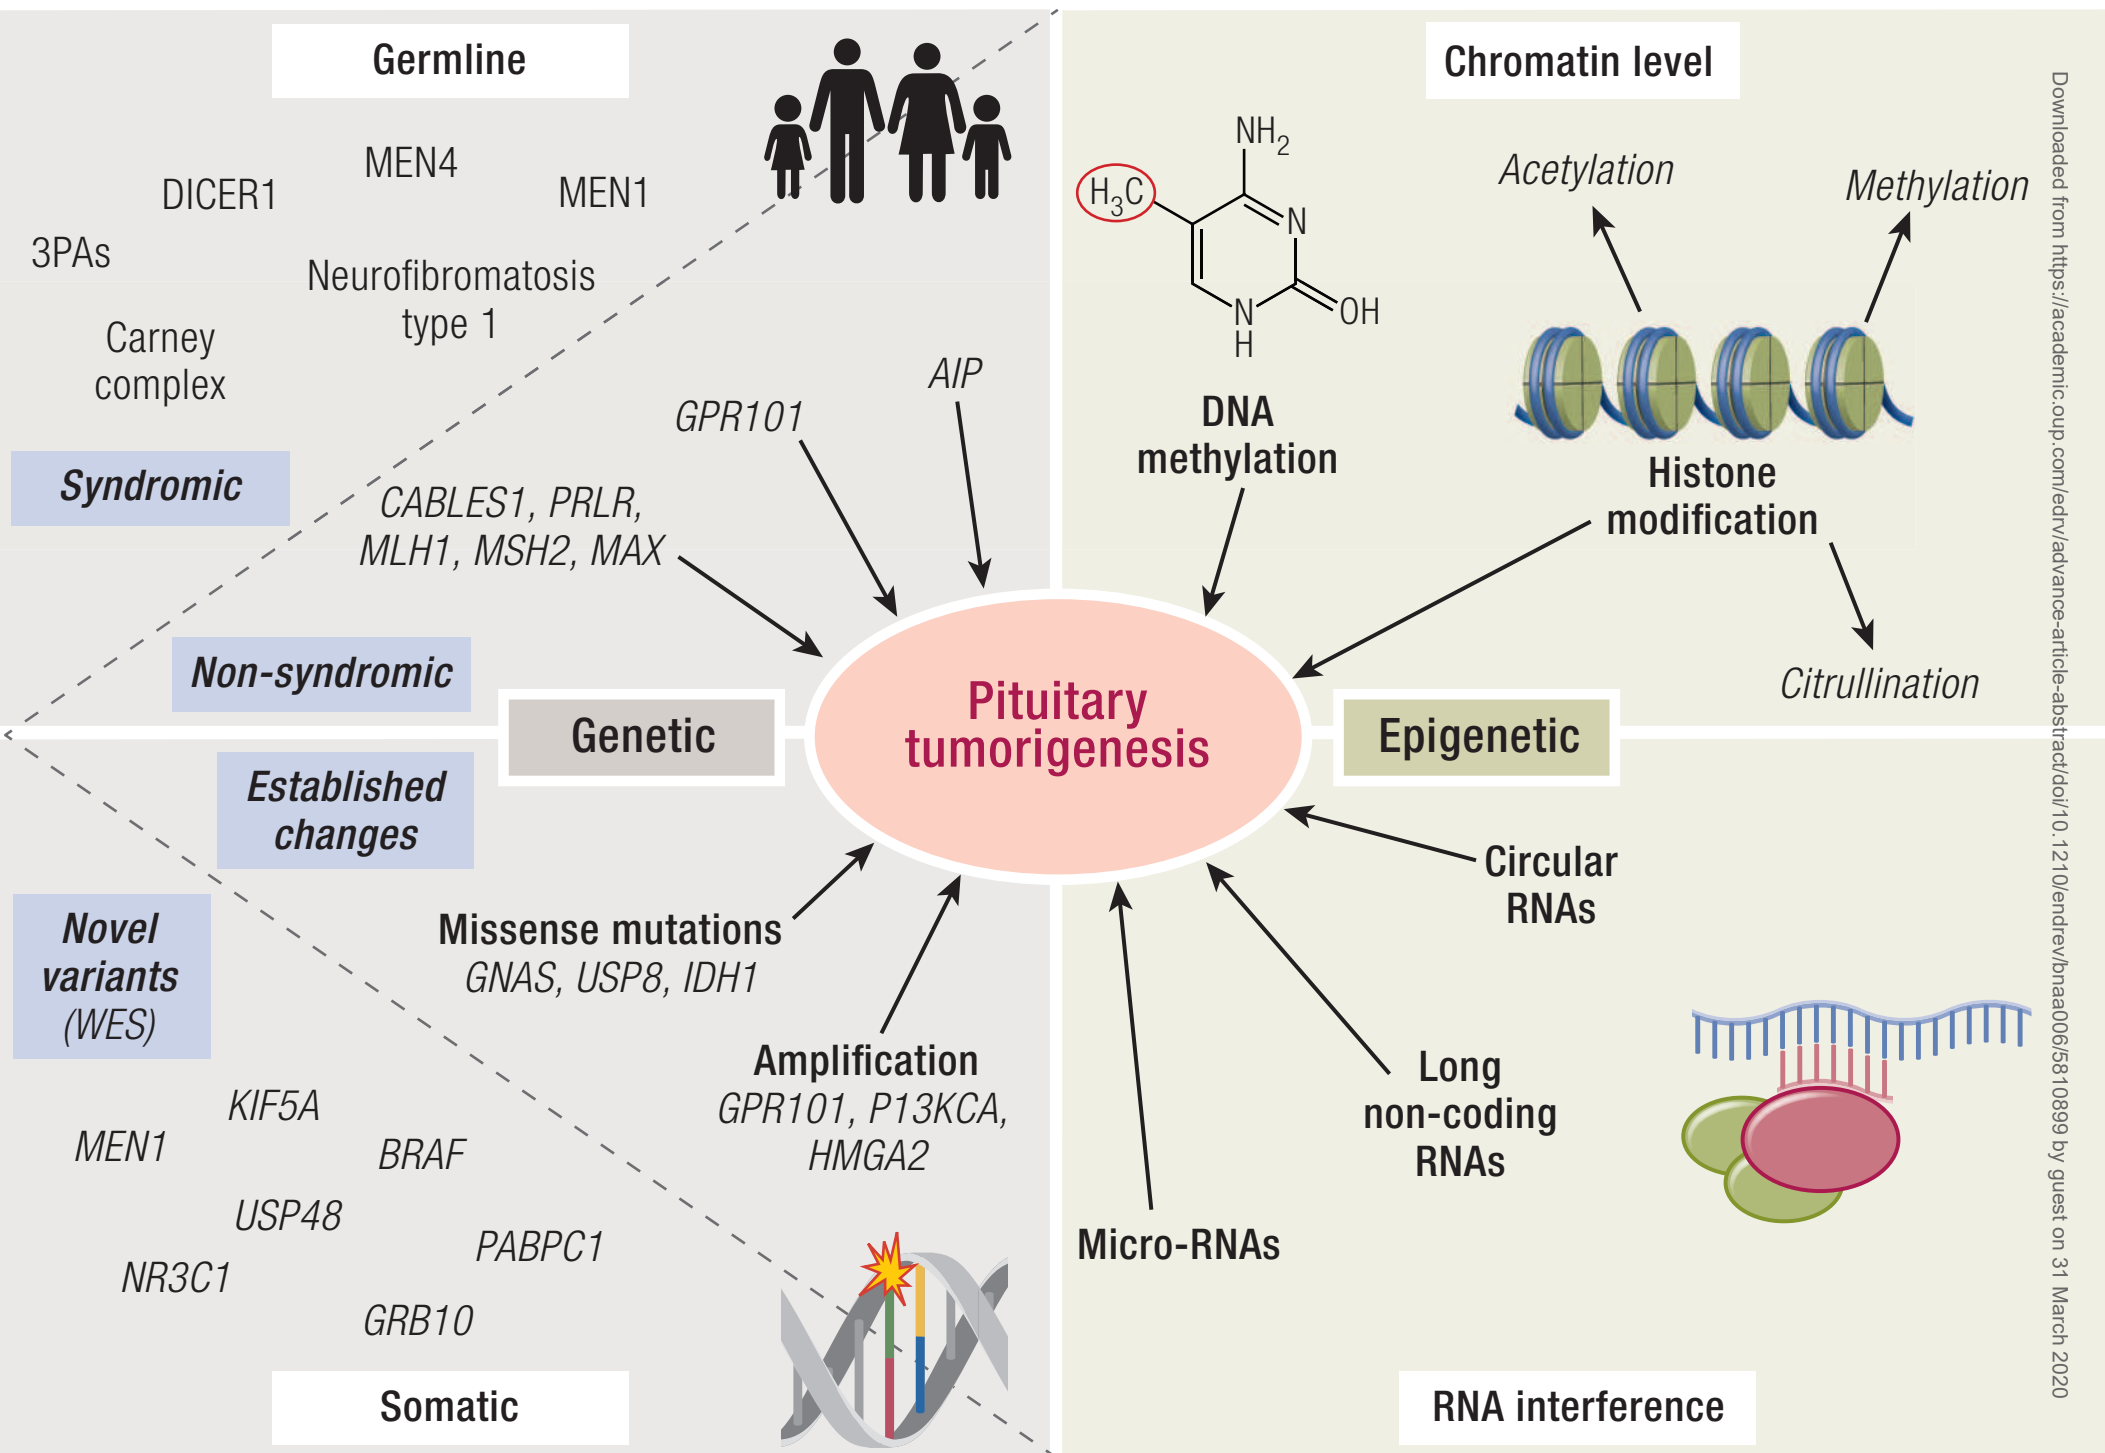 Germline
MEN4
DICER1
MEN1
3PAs
Neurofibromatosis
type 1
Carney
complex
Syndromic
GPR101
AIP
CABLES1, PRLR,
MLH1, MSH2, MAX
Non-syndromic
Genetic
Chromatin level
NH2
H3C
N
OH
N
H
DNA
methylation
Acetylation
Methylation
Histone
modification
Citrullination
Pituitary
tumorigenesis
Epigenetic
Established
changes
Novel
variants
(WES)
Missense mutations
GNAS, USP8, IDH1
Amplification
GPR101, P13KCA,
HMGA2
KIF5A
MEN1
BRAF
USP48
PABPC1
NR3C1
GRB10
Somatic
Circular
RNAs
Long
non-coding
RNAs
Micro-RNAs
RNA interference
Downloaded from https://academic.oup.com/edrv/advance-article-abstract/doi/10.1210/endrev/bnaa006/5810899 by guest on 31 March 2020